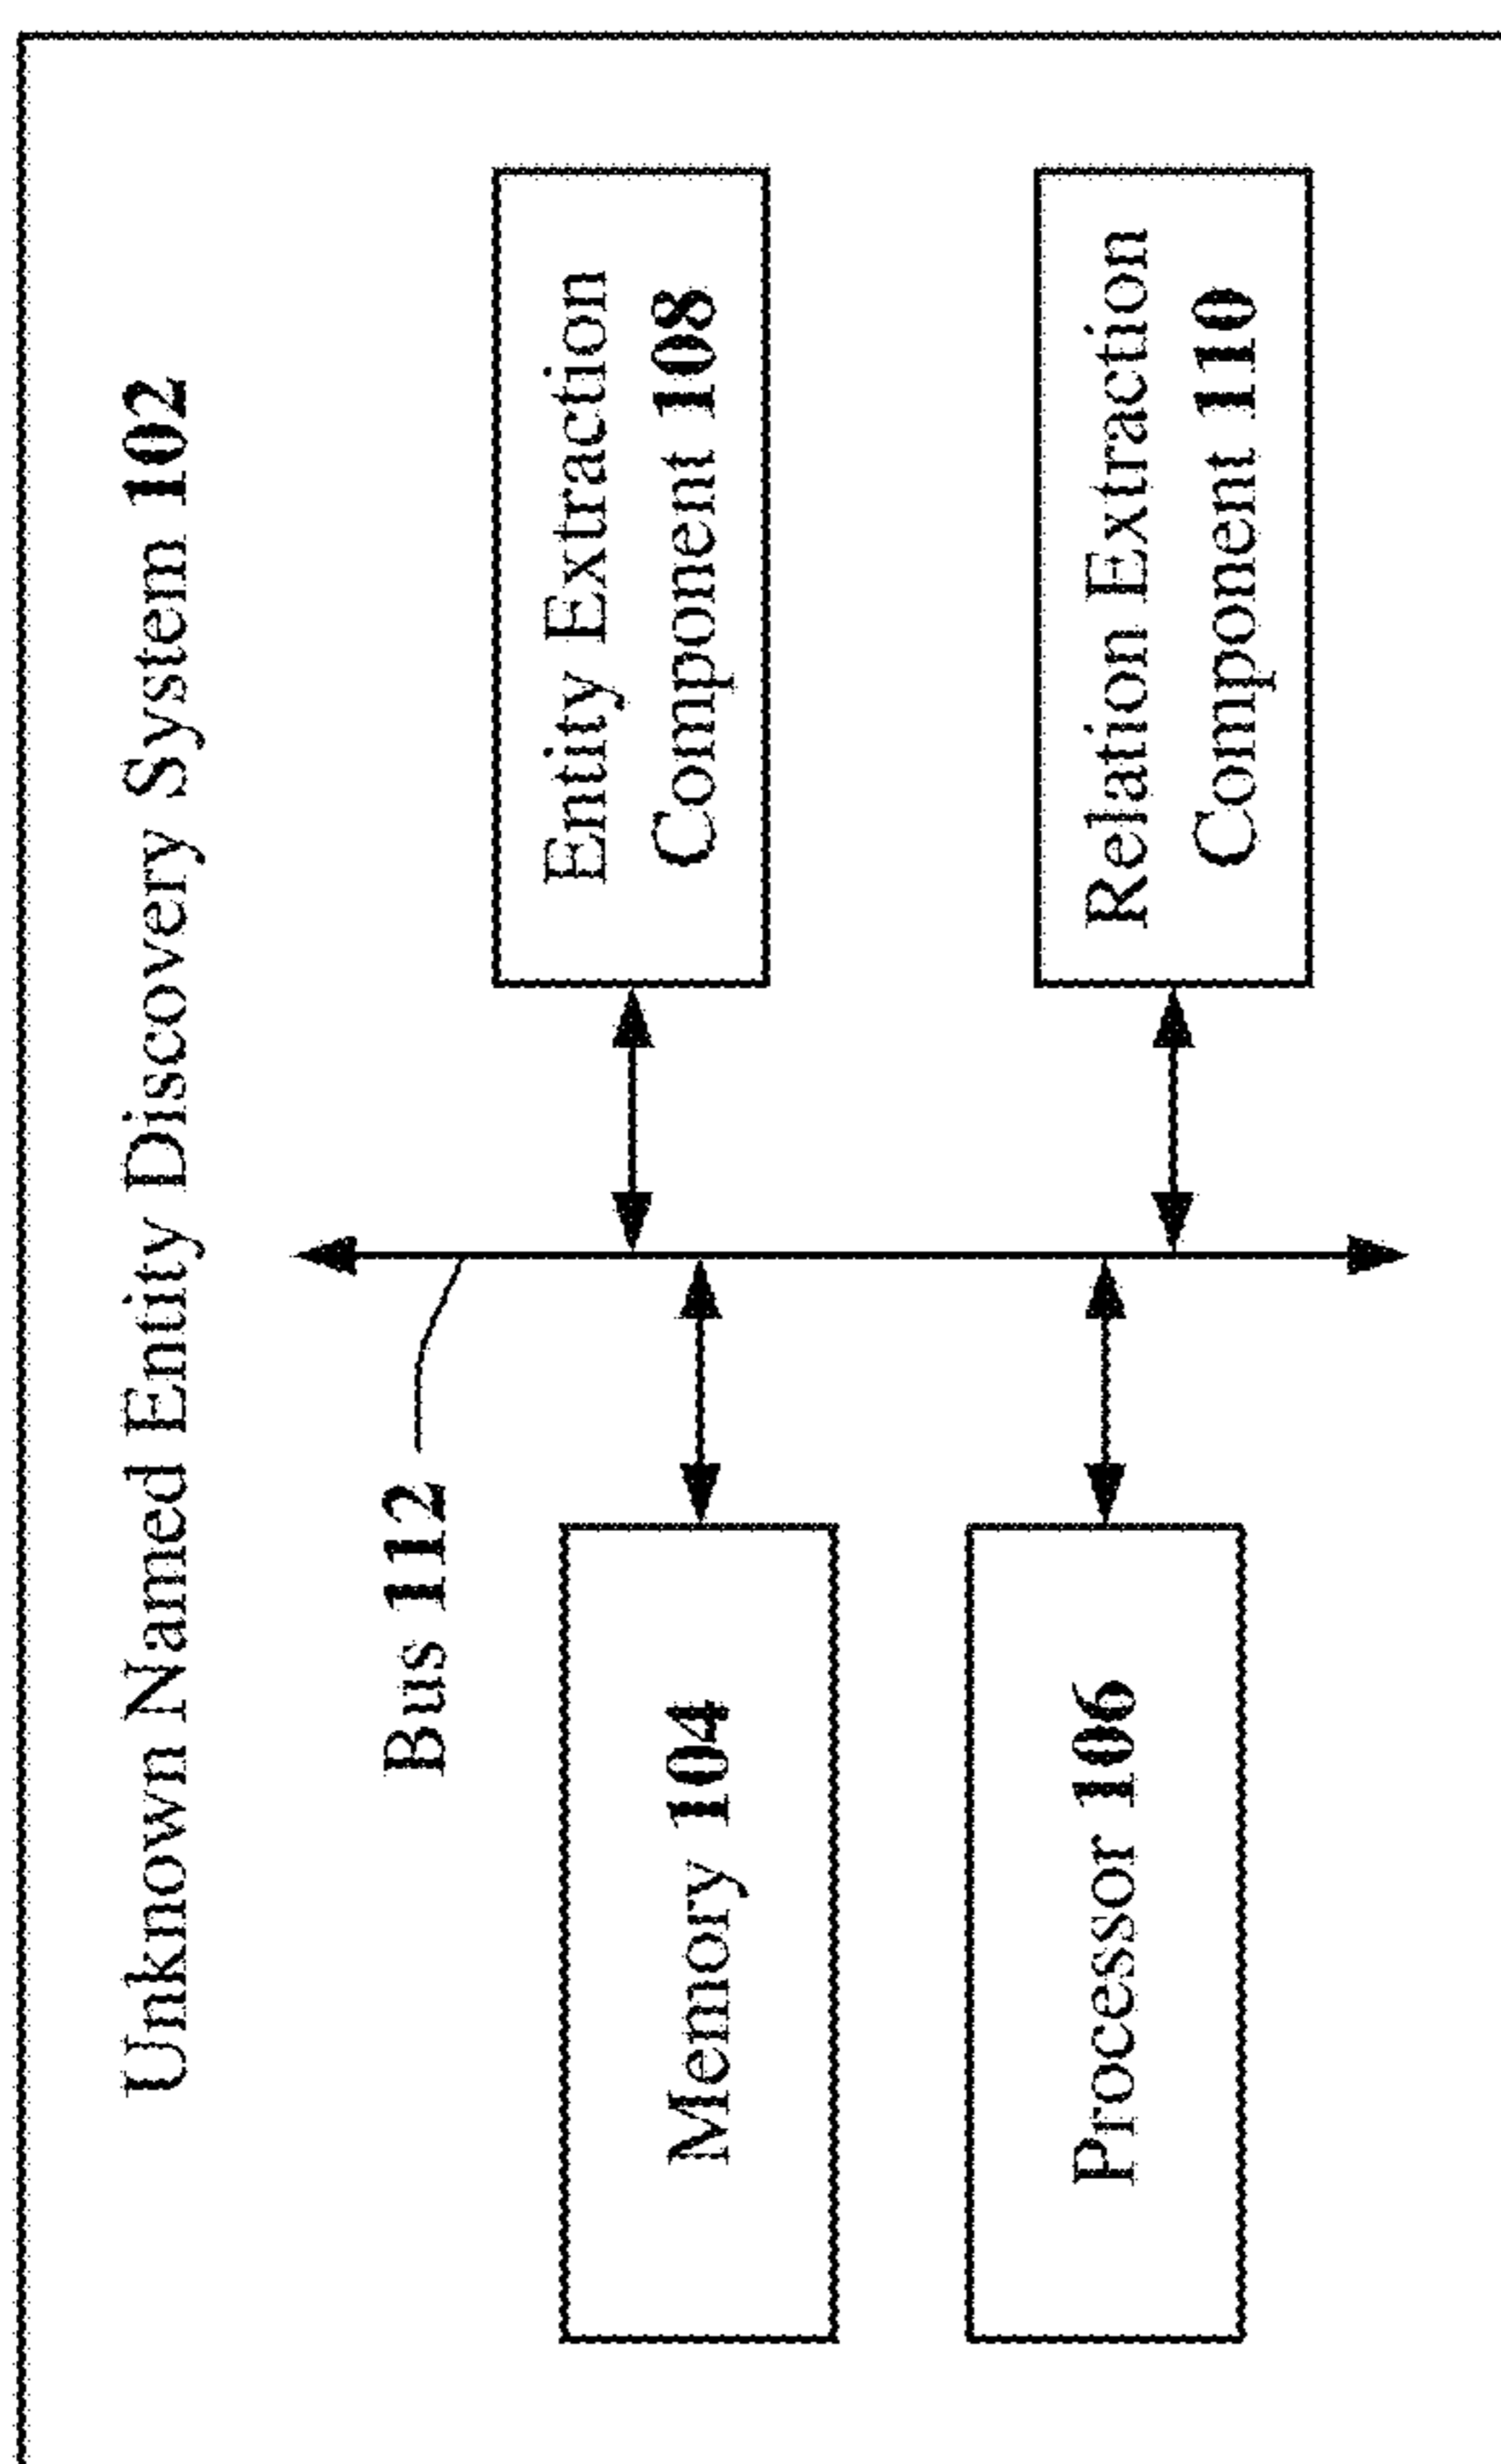 Unknown Named Entity Discovery System 102
Bus 112
Memory 104
Entity Extraction
Component 108
Processor 106
Relation Extraction
Component 110